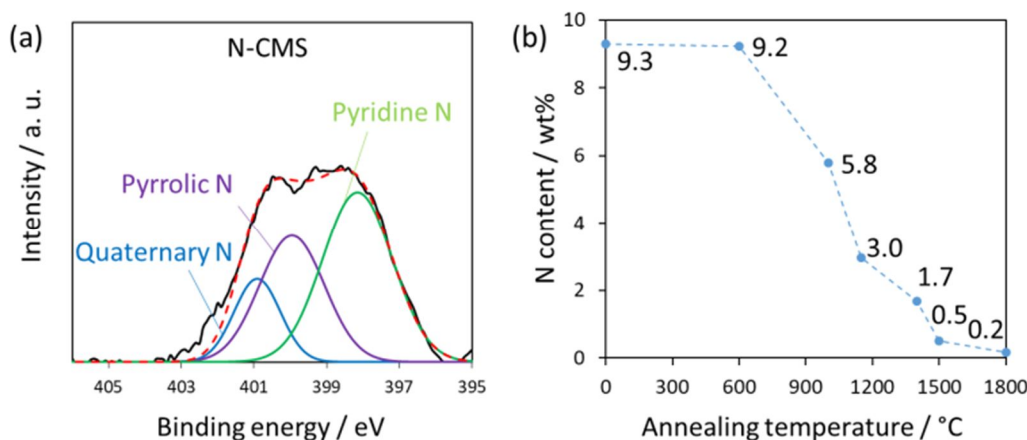 (a)
N-CMS
Pyridine N
Pyrrolic N
Quaternary N
Intensity / a. u.
405 403 401 399 397 395
Binding energy / eV
(b)
N content / wt%
10
8
6
4
2
0
9.3
9.2
5.8
3.0
1.7
0.5
0.2
0 300 600 900 1200 1500 1800
Annealing temperature / °C